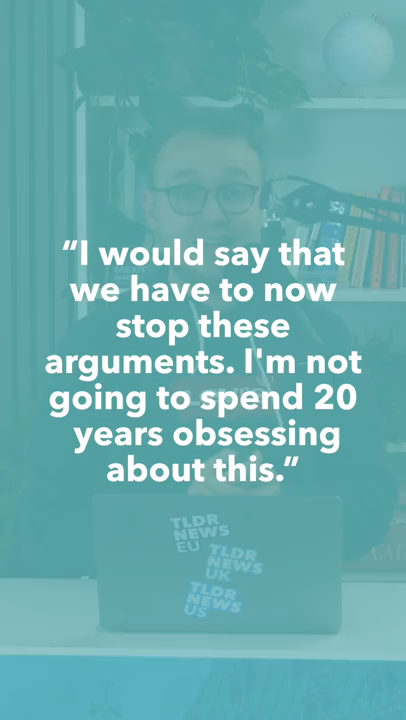 “I would say that
we have to now
stop these
arguments. I'm not
going to spend 20
years obsessing
about this.”
TLDR
NEWS
EU
TLDR
NEWS
UK
TLDR
NEWS
US